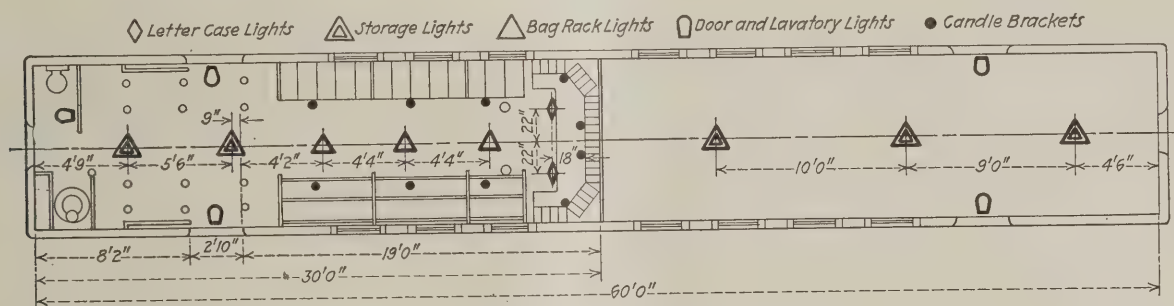 Letter Case Lights Storage Lights Bag Rack Lights Door and Lavatory Lights Candle Brackets
9"
22"
22"
18"
4'9" 5'6" 4'2" 4'4" 4'4" 10'0" 9'0" 4'6"
8'2" 2'10" 19'0"
30'0"
60'0"